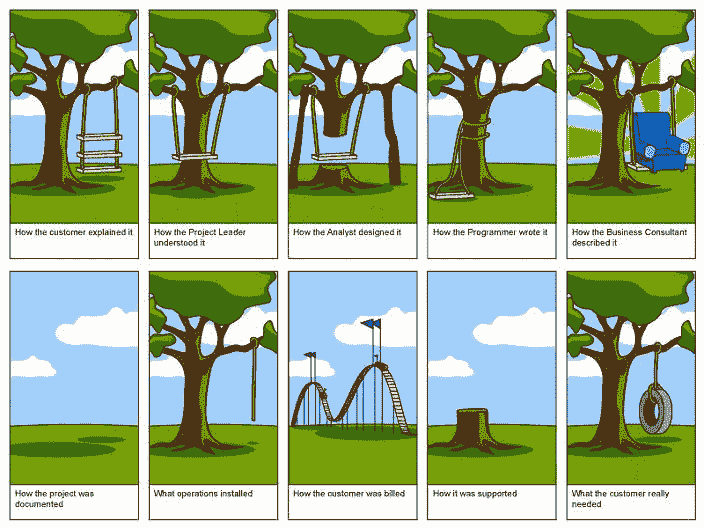 How the customer explained it
How the Project Leader
understood it
How the Analyst designed it
How the Programmer wrote it
How the Business Consultant
described it
How the project was
documented
What operations installed
How the customer was billed
How it was supported
What the customer really
needed